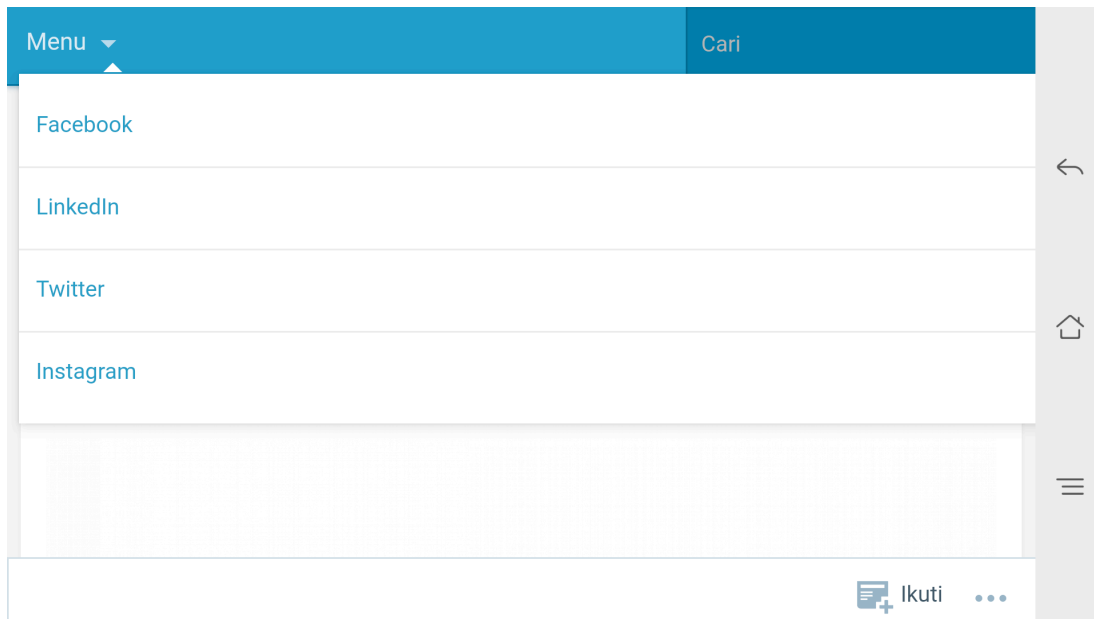 Menu
Cari
Facebook
LinkedIn
Twitter
Instagram
Ikuti